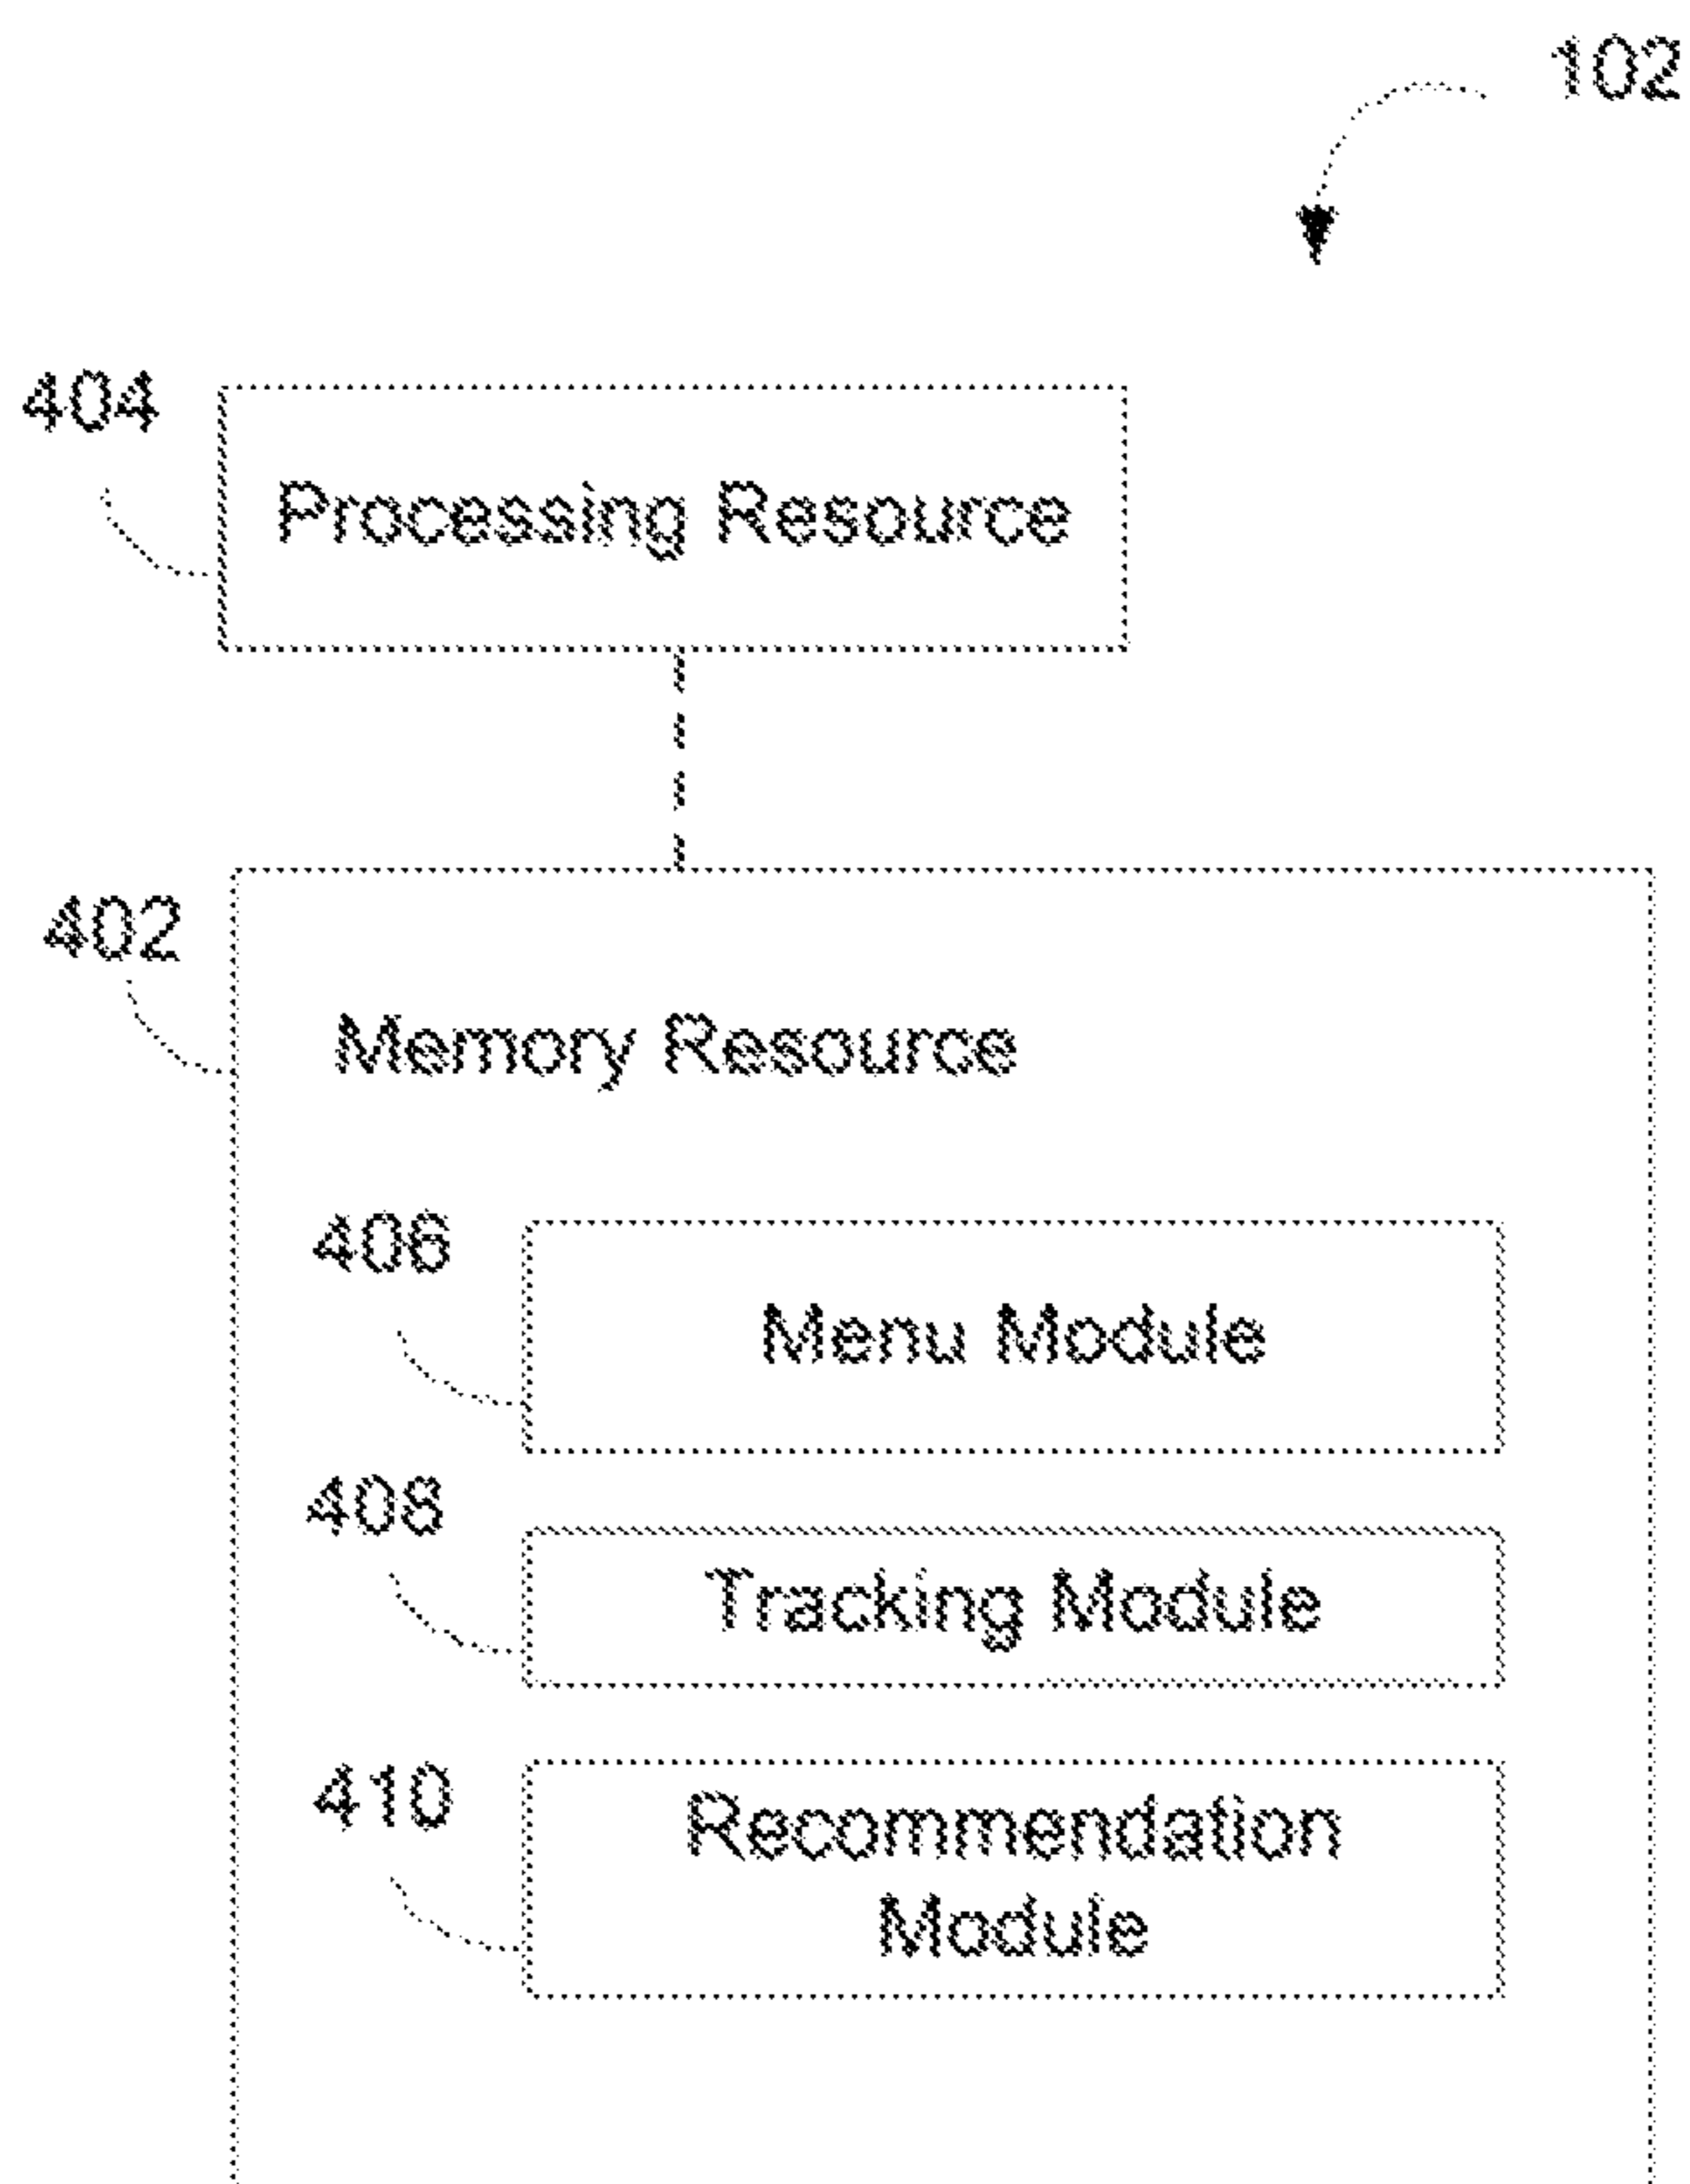 102
404
Processing Resource
402
Memory Resource
406
Menu Module
408
Tracking Module
410
Recommendation
Module